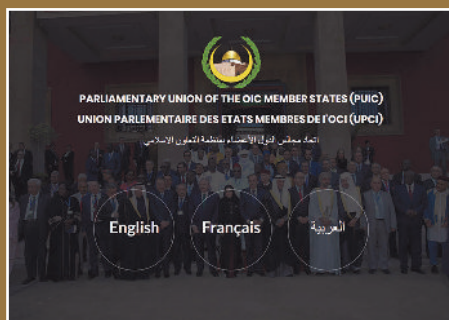 PARLIAMENTARY UNION OF THE OIC MEMBER STATES (PUIC)
UNION PARLEMENTAIRE DES ETATS MEMBRES DE l'OCI (UPCI)
اتحاد مجالس الدول الأعضاء بمنظمة التعاون الاسلامي
English
Français
العربية